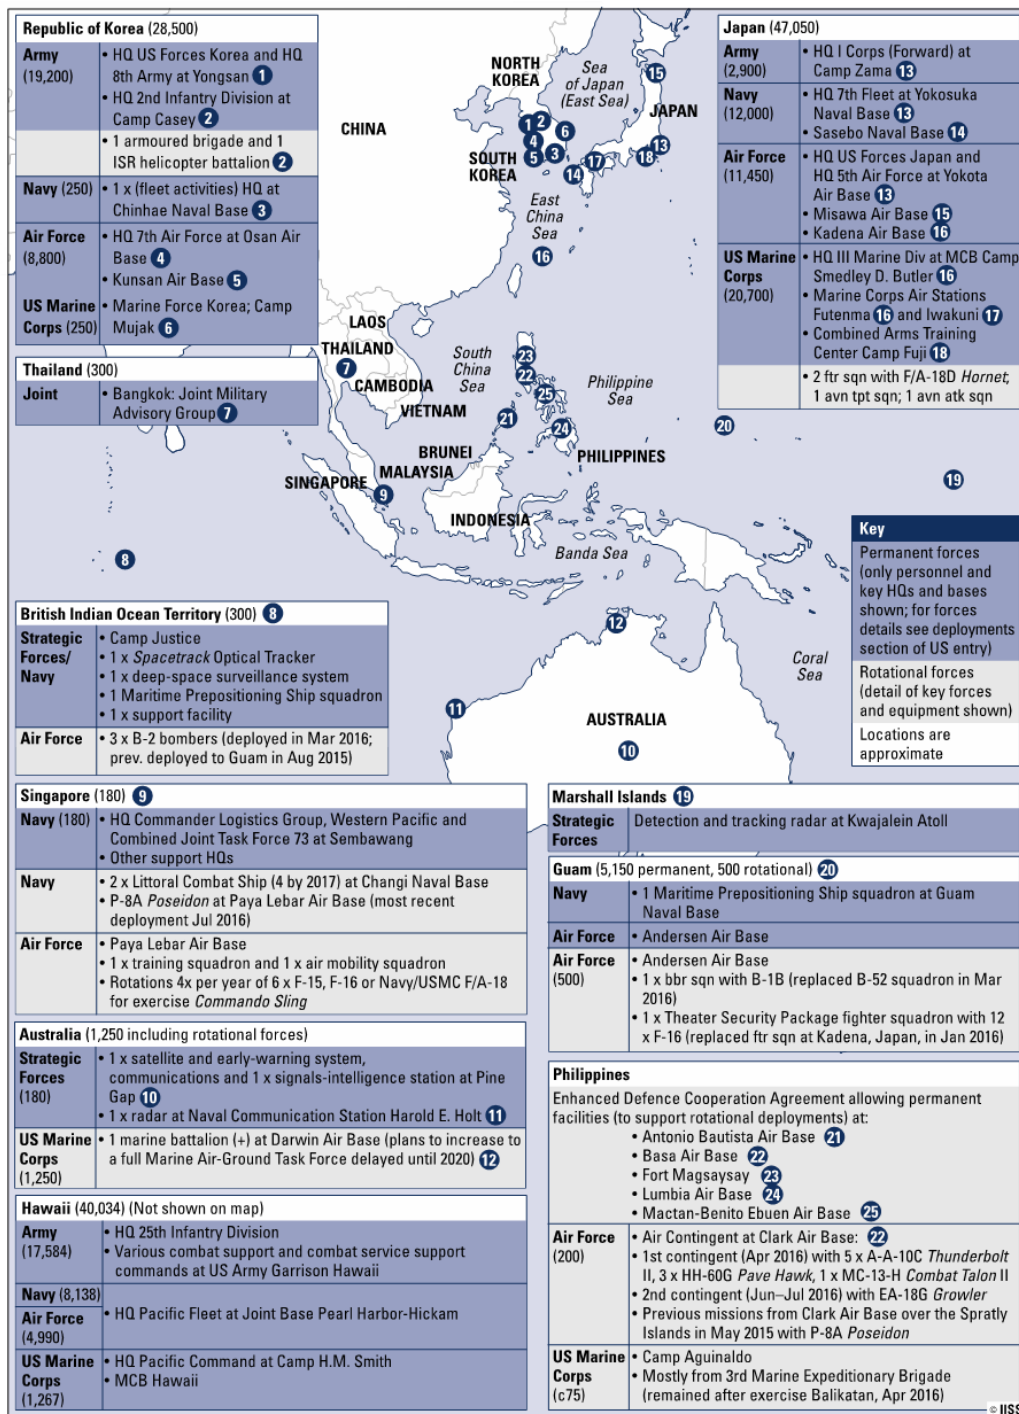 Republic of Korea (28,500)
Army
(19,200)
• HQ US Forces Korea and HQ
8th Army at Yongsan 1
• HQ 2nd Infantry Division at
Camp Casey 2
• 1 armoured brigade and 1
ISR helicopter battalion 2
Navy (250)
• 1 x (fleet activities) HQ at
Chinhae Naval Base 3
Air Force
(8,800)
• HQ 7th Air Force at Osan Air
Base 4
• Kunsan Air Base 5
US Marine
Corps (250)
• Marine Force Korea; Camp
Mujak 6
Thailand (300)
Joint
• Bangkok: Joint Military
Advisory Group 7
Japan (47,050)
Army
(2,900)
• HQ I Corps (Forward) at
Camp Zama 13
Navy
(12,000)
• HQ 7th Fleet at Yokosuka
Naval Base 13
• Sasebo Naval Base 14
Air Force
(11,450)
• HQ US Forces Japan and
HQ 5th Air Force at Yokota
Air Base 13
• Misawa Air Base 15
• Kadena Air Base 16
US Marine
Corps
(20,700)
• HQ III Marine Div at MCB Camp
Smedley D. Butler 16
• Marine Corps Air Stations
Futenma 16 and Iwakuni 17
• Combined Arms Training
Center Camp Fuji 18
• 2 ftr sqn with F/A-18D Hornet;
1 avn tpt sqn; 1 avn atk sqn
NORTH
KOREA
Sea
of Japan
(East Sea)
15
JAPAN
CHINA
1
2
6
4
3
5
SOUTH
KOREA
14
17
18
13
East
China
Sea
16
LAOS
THAILAND
7
CAMBODIA
VIETNAM
South
China
Sea
23
22
25
21
24
Philippine
Sea
20
PHILIPPINES
BRUNEI
MALAYSIA
SINGAPORE
9
19
INDONESIA
Banda Sea
8
12
Coral
Sea
11
AUSTRALIA
10
Key
Permanent forces
(only personnel and
key HQs and bases
shown; for forces
details see deployments
section of US entry)
Rotational forces
(detail of key forces
and equipment shown)
Locations are
approximate
British Indian Ocean Territory (300) 8
Strategic
Forces/
Navy
• Camp Justice
• 1 x Spacetrack Optical Tracker
• 1 x deep-space surveillance system
• 1 Maritime Prepositioning Ship squadron
• 1 x support facility
Air Force
• 3 x B-2 bombers (deployed in Mar 2016;
prev. deployed to Guam in Aug 2015)
Singapore (180) 9
Navy (180)
• HQ Commander Logistics Group, Western Pacific and
Combined Joint Task Force 73 at Sembawang
• Other support HQs
Navy
• 2 x Littoral Combat Ship (4 by 2017) at Changi Naval Base
• P-8A Poseidon at Paya Lebar Air Base (most recent
deployment Jul 2016)
Air Force
• Paya Lebar Air Base
• 1 x training squadron and 1 x air mobility squadron
• Rotations 4x per year of 6 x F-15, F-16 or Navy/USMC F/A-18
for exercise Commando Sling
Australia (1,250 including rotational forces)
Strategic
Forces
(180)
• 1 x satellite and early-warning system,
communications and 1 x signals-intelligence station at Pine
Gap 10
• 1 x radar at Naval Communication Station Harold E. Holt 11
US Marine
Corps
(1,250)
• 1 marine battalion (+) at Darwin Air Base (plans to increase to
a full Marine Air-Ground Task Force delayed until 2020) 12
Hawaii (40,034) (Not shown on map)
Army
(17,584)
• HQ 25th Infantry Division
• Various combat support and combat service support
commands at US Army Garrison Hawaii
Navy (8,138)
Air Force
(4,990)
• HQ Pacific Fleet at Joint Base Pearl Harbor-Hickam
US Marine
Corps
(1,267)
• HQ Pacific Command at Camp H.M. Smith
• MCB Hawaii
Marshall Islands 19
Strategic
Forces
Detection and tracking radar at Kwajalein Atoll
Guam (5,150 permanent, 500 rotational) 20
Navy
• 1 Maritime Prepositioning Ship squadron at Guam
Naval Base
Air Force
• Andersen Air Base
Air Force
(500)
• Andersen Air Base
• 1 x bbr sqn with B-1B (replaced B-52 squadron in Mar
2016)
• 1 x Theater Security Package fighter squadron with 12
x F-16 (replaced ftr sqn at Kadena, Japan, in Jan 2016)
Philippines
Enhanced Defence Cooperation Agreement allowing permanent
facilities (to support rotational deployments) at:
• Antonio Bautista Air Base 21
• Basa Air Base 22
• Fort Magsaysay 23
• Lumbia Air Base 24
• Mactan-Benito Ebuen Air Base 25
Air Force
(200)
• Air Contingent at Clark Air Base: 22
• 1st contingent (Apr 2016) with 5 x A-A-10C Thunderbolt
II, 3 x HH-60G Pave Hawk, 1 x MC-13-H Combat Talon II
• 2nd contingent (Jun–Jul 2016) with EA-18G Growler
• Previous missions from Clark Air Base over the Spratly
Islands in May 2015 with P-8A Poseidon
US Marine
Corps
(c75)
• Camp Aguinaldo
• Mostly from 3rd Marine Expeditionary Brigade
(remained after exercise Balikatan, Apr 2016)
© IISS